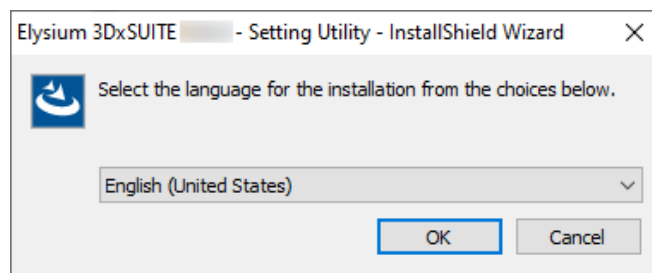 Elysium 3DxSUITE - Setting Utility - InstallShield Wizard
Select the language for the installation from the choices below.
English (United States)
OK Cancel